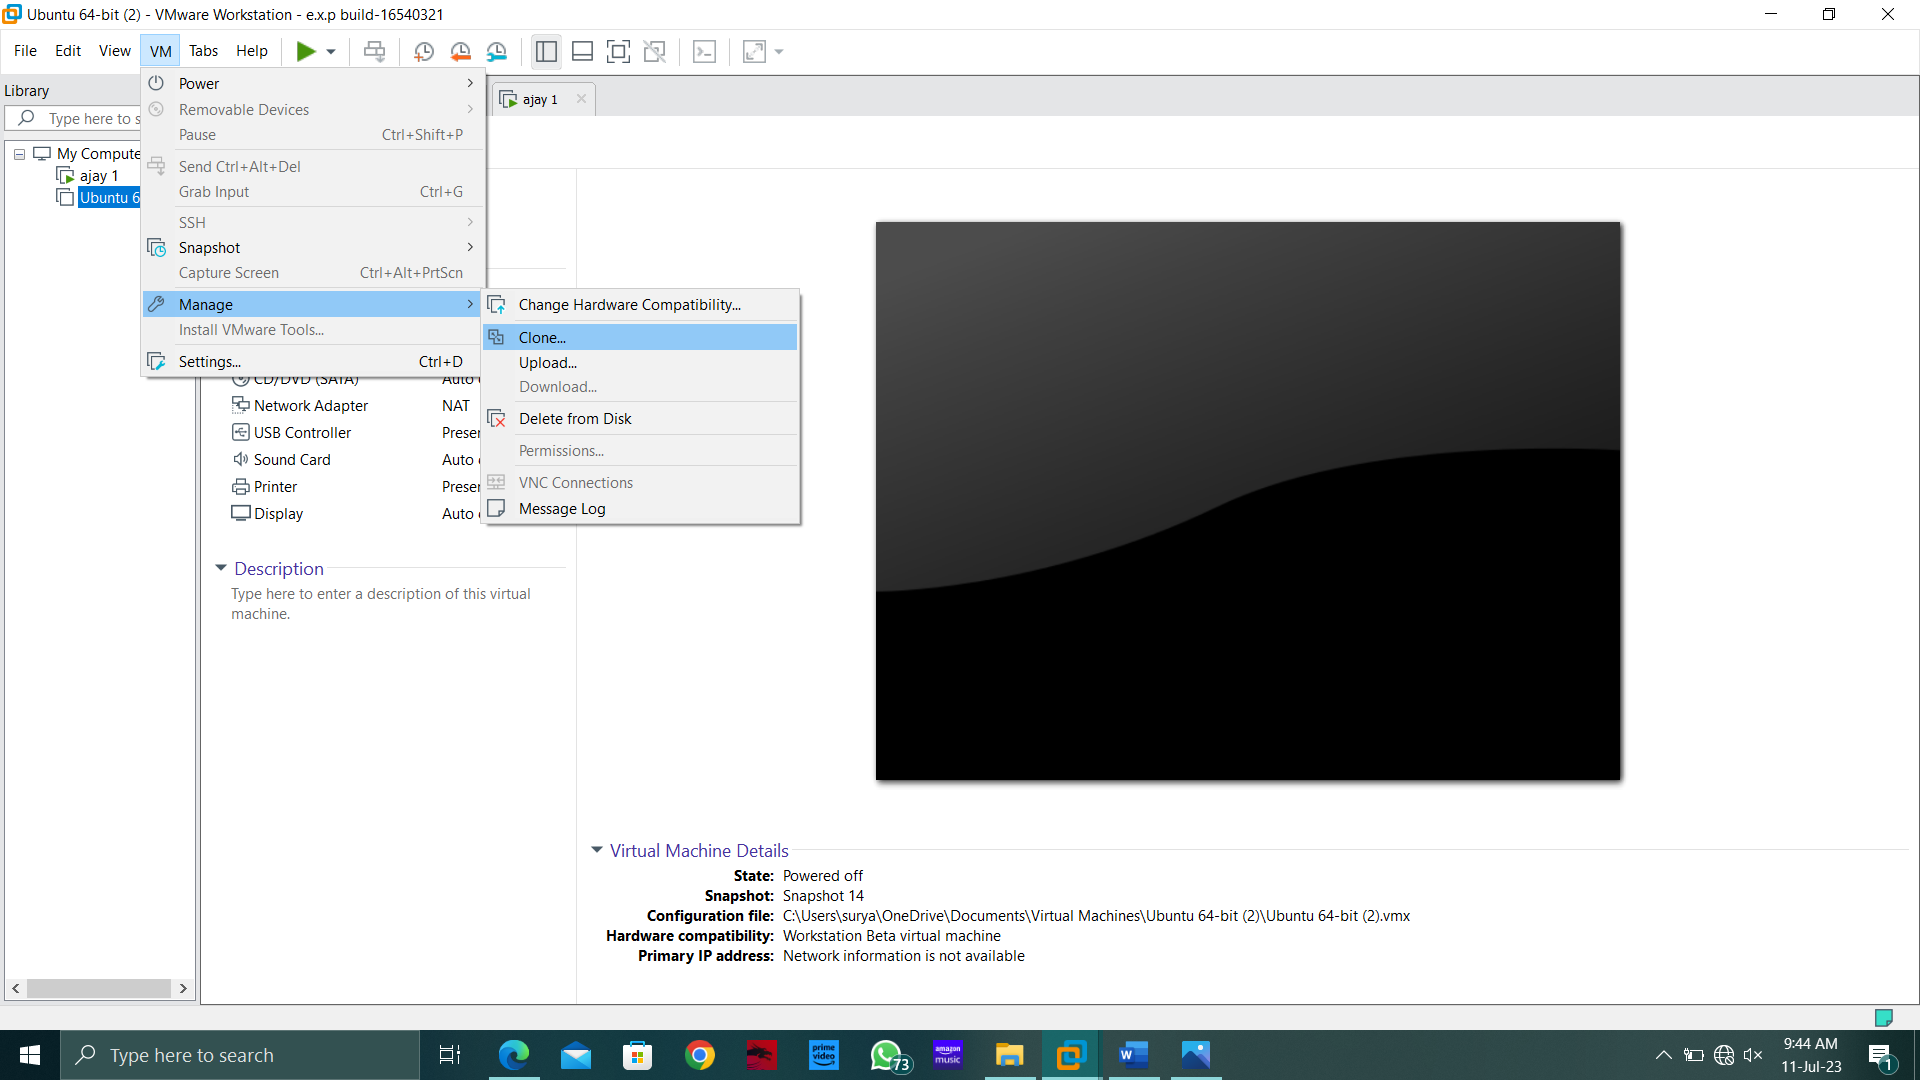 Ubuntu 64-bit (2) - VMware Workstation - e.x.p build-16540321
File Edit View VM Tabs Help
Library
Type here to s
My Compute
ajay 1
Ubuntu 6
ajay 1
Power
Removable Devices
Pause Ctrl+Shift+P
Send Ctrl+Alt+Del
Grab Input Ctrl+G
SSH
Snapshot
Capture Screen Ctrl+Alt+PrtScn
Manage
Install VMware Tools...
Settings... Ctrl+D
Change Hardware Compatibility...
Clone...
Upload...
Download...
Delete from Disk
Permissions...
VNC Connections
Message Log
CD/DVD (SATA) Auto
Network Adapter NAT
USB Controller Presen
Sound Card Auto
Printer Presen
Display Auto
Description
Type here to enter a description of this virtual
machine.
Virtual Machine Details
State: Powered off
Snapshot: Snapshot 14
Configuration file: C:\Users\surya\OneDrive\Documents\Virtual Machines\Ubuntu 64-bit (2)\Ubuntu 64-bit (2).vmx
Hardware compatibility: Workstation Beta virtual machine
Primary IP address: Network information is not available
Type here to search
prime
video
73
amazon
music
W
9:44 AM
11-Jul-23
1